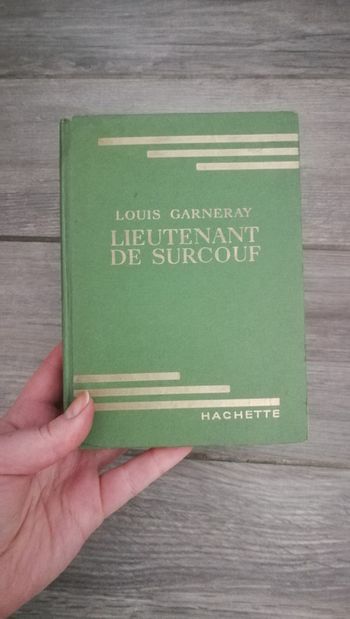 LOUIS GARNERAY
LIEUTENANT
DE SURCOUF
HACHETTE